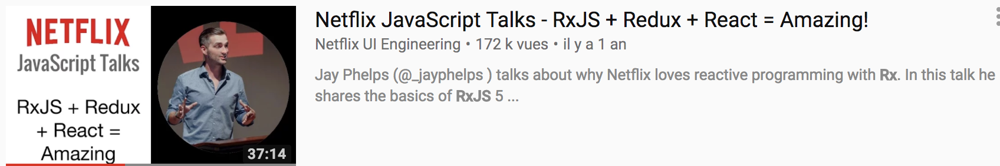 NETFLIX
JavaScript Talks
RxJS + Redux
+ React =
Amazing
37:14
Netflix JavaScript Talks - RxJS + Redux + React = Amazing!
Netflix UI Engineering • 172 k vues • il y a 1 an
Jay Phelps (@_jayphelps ) talks about why Netflix loves reactive programming with Rx. In this talk he
shares the basics of RxJS 5 ...